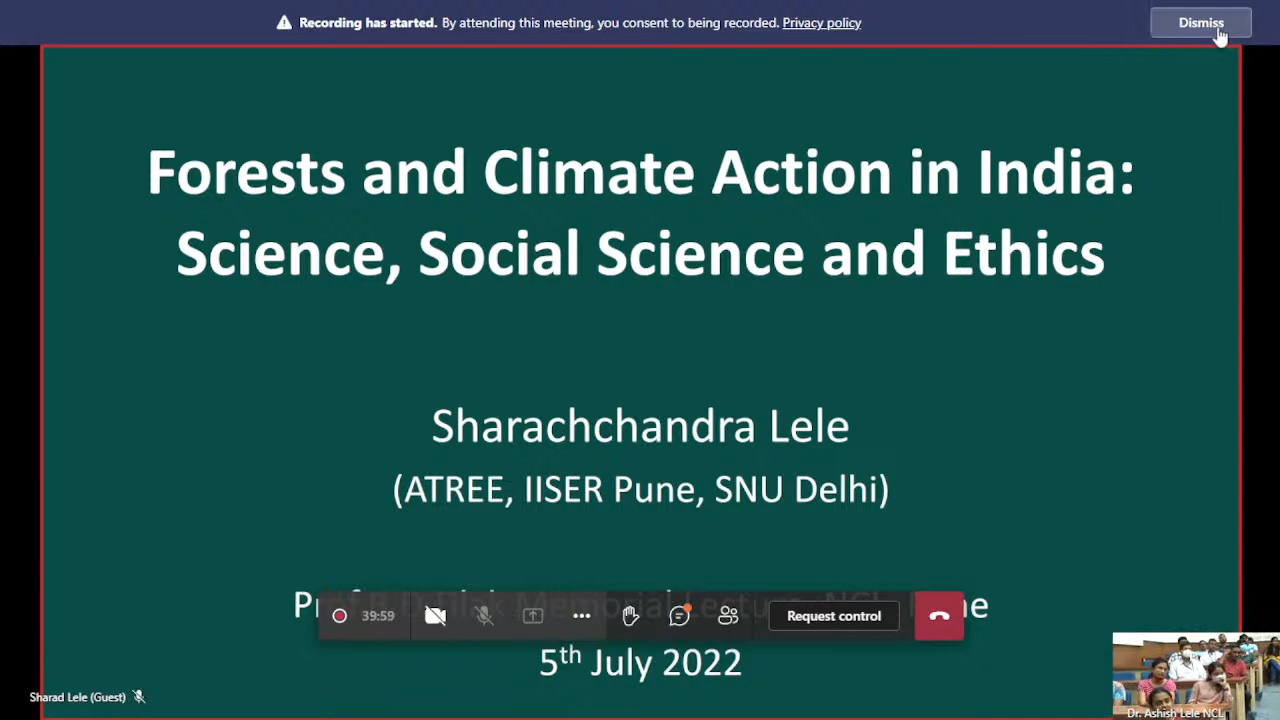 Recording has started. By attending this meeting, you consent to being recorded. Privacy policy
Dismiss
Forests and Climate Action in India:
Science, Social Science and Ethics
Sharachchandra Lele
(ATREE, IISER Pune, SNU Delhi)
Memorial Lecture
39:59
Request control
5th July 2022
Sharad Lele (Guest)
Dr. Ashish Lele NCL